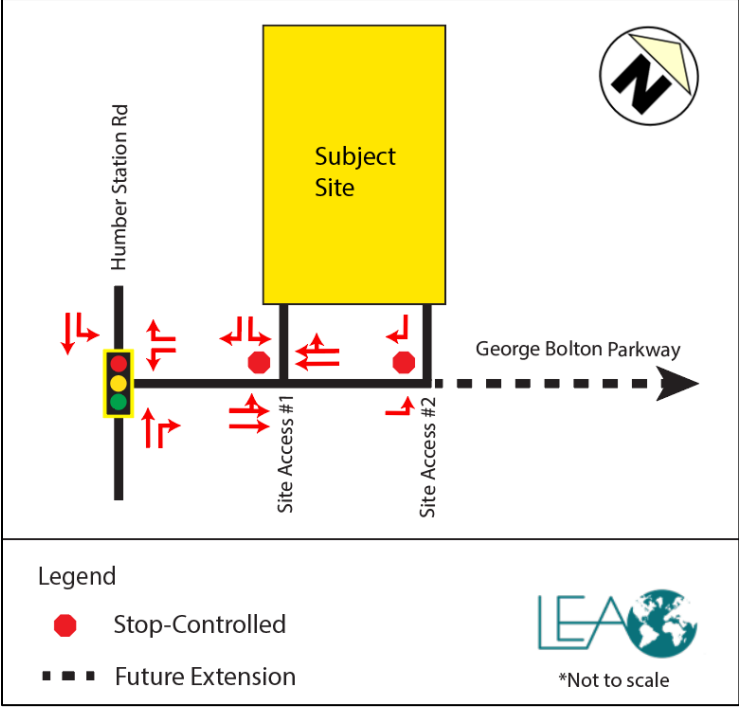 N
Humber Station Rd
Subject
Site
George Bolton Parkway
Site Access #1
Site Access #2
Legend
Stop-Controlled
Future Extension
LEA
*Not to scale